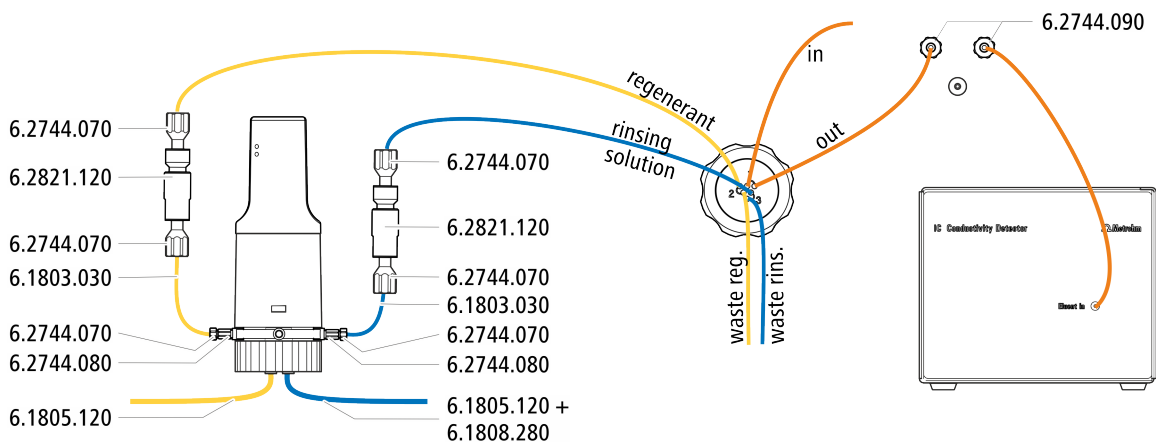 6.2744.070
6.2821.120
6.2744.070
6.1803.030
6.2744.070
6.2744.080
6.1805.120
6.2744.070
6.2821.120
6.2744.070
6.1803.030
6.2744.070
6.2744.080
6.1805.120 +
6.1808.280
regenerant
rinsing
solution
in
out
1
2
3
waste reg.
waste rins.
6.2744.090
IC Conductivity Detector
Metrohm
Eluent in